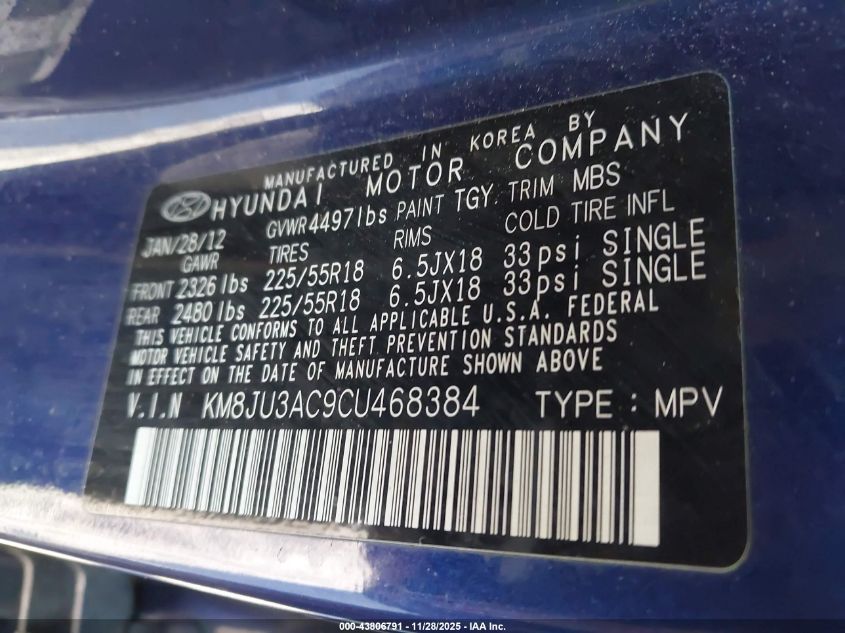 MANUFACTURED IN KOREA BY
HYUNDAI MOTOR COMPANY
JAN/28/12 GVWR 4497lbs PAINT TGY. TRIM MBS
GAWR TIRES RIMS COLD TIRE INFL
FRONT 2326 lbs 225/55R18 6.5JX18 33psi SINGLE
REAR 2480 lbs 225/55R18 6.5JX18 33psi SINGLE
THIS VEHICLE CONFORMS TO ALL APPLICABLE U.S.A. FEDERAL
MOTOR VEHICLE SAFETY AND THEFT PREVENTION STANDARDS
IN EFFECT ON THE DATE OF MANUFACTURE SHOWN ABOVE
V.I.N KM8JU3AC9CU468384 TYPE : MPV
000-43806791 - 11/28/2025 - IAA Inc.